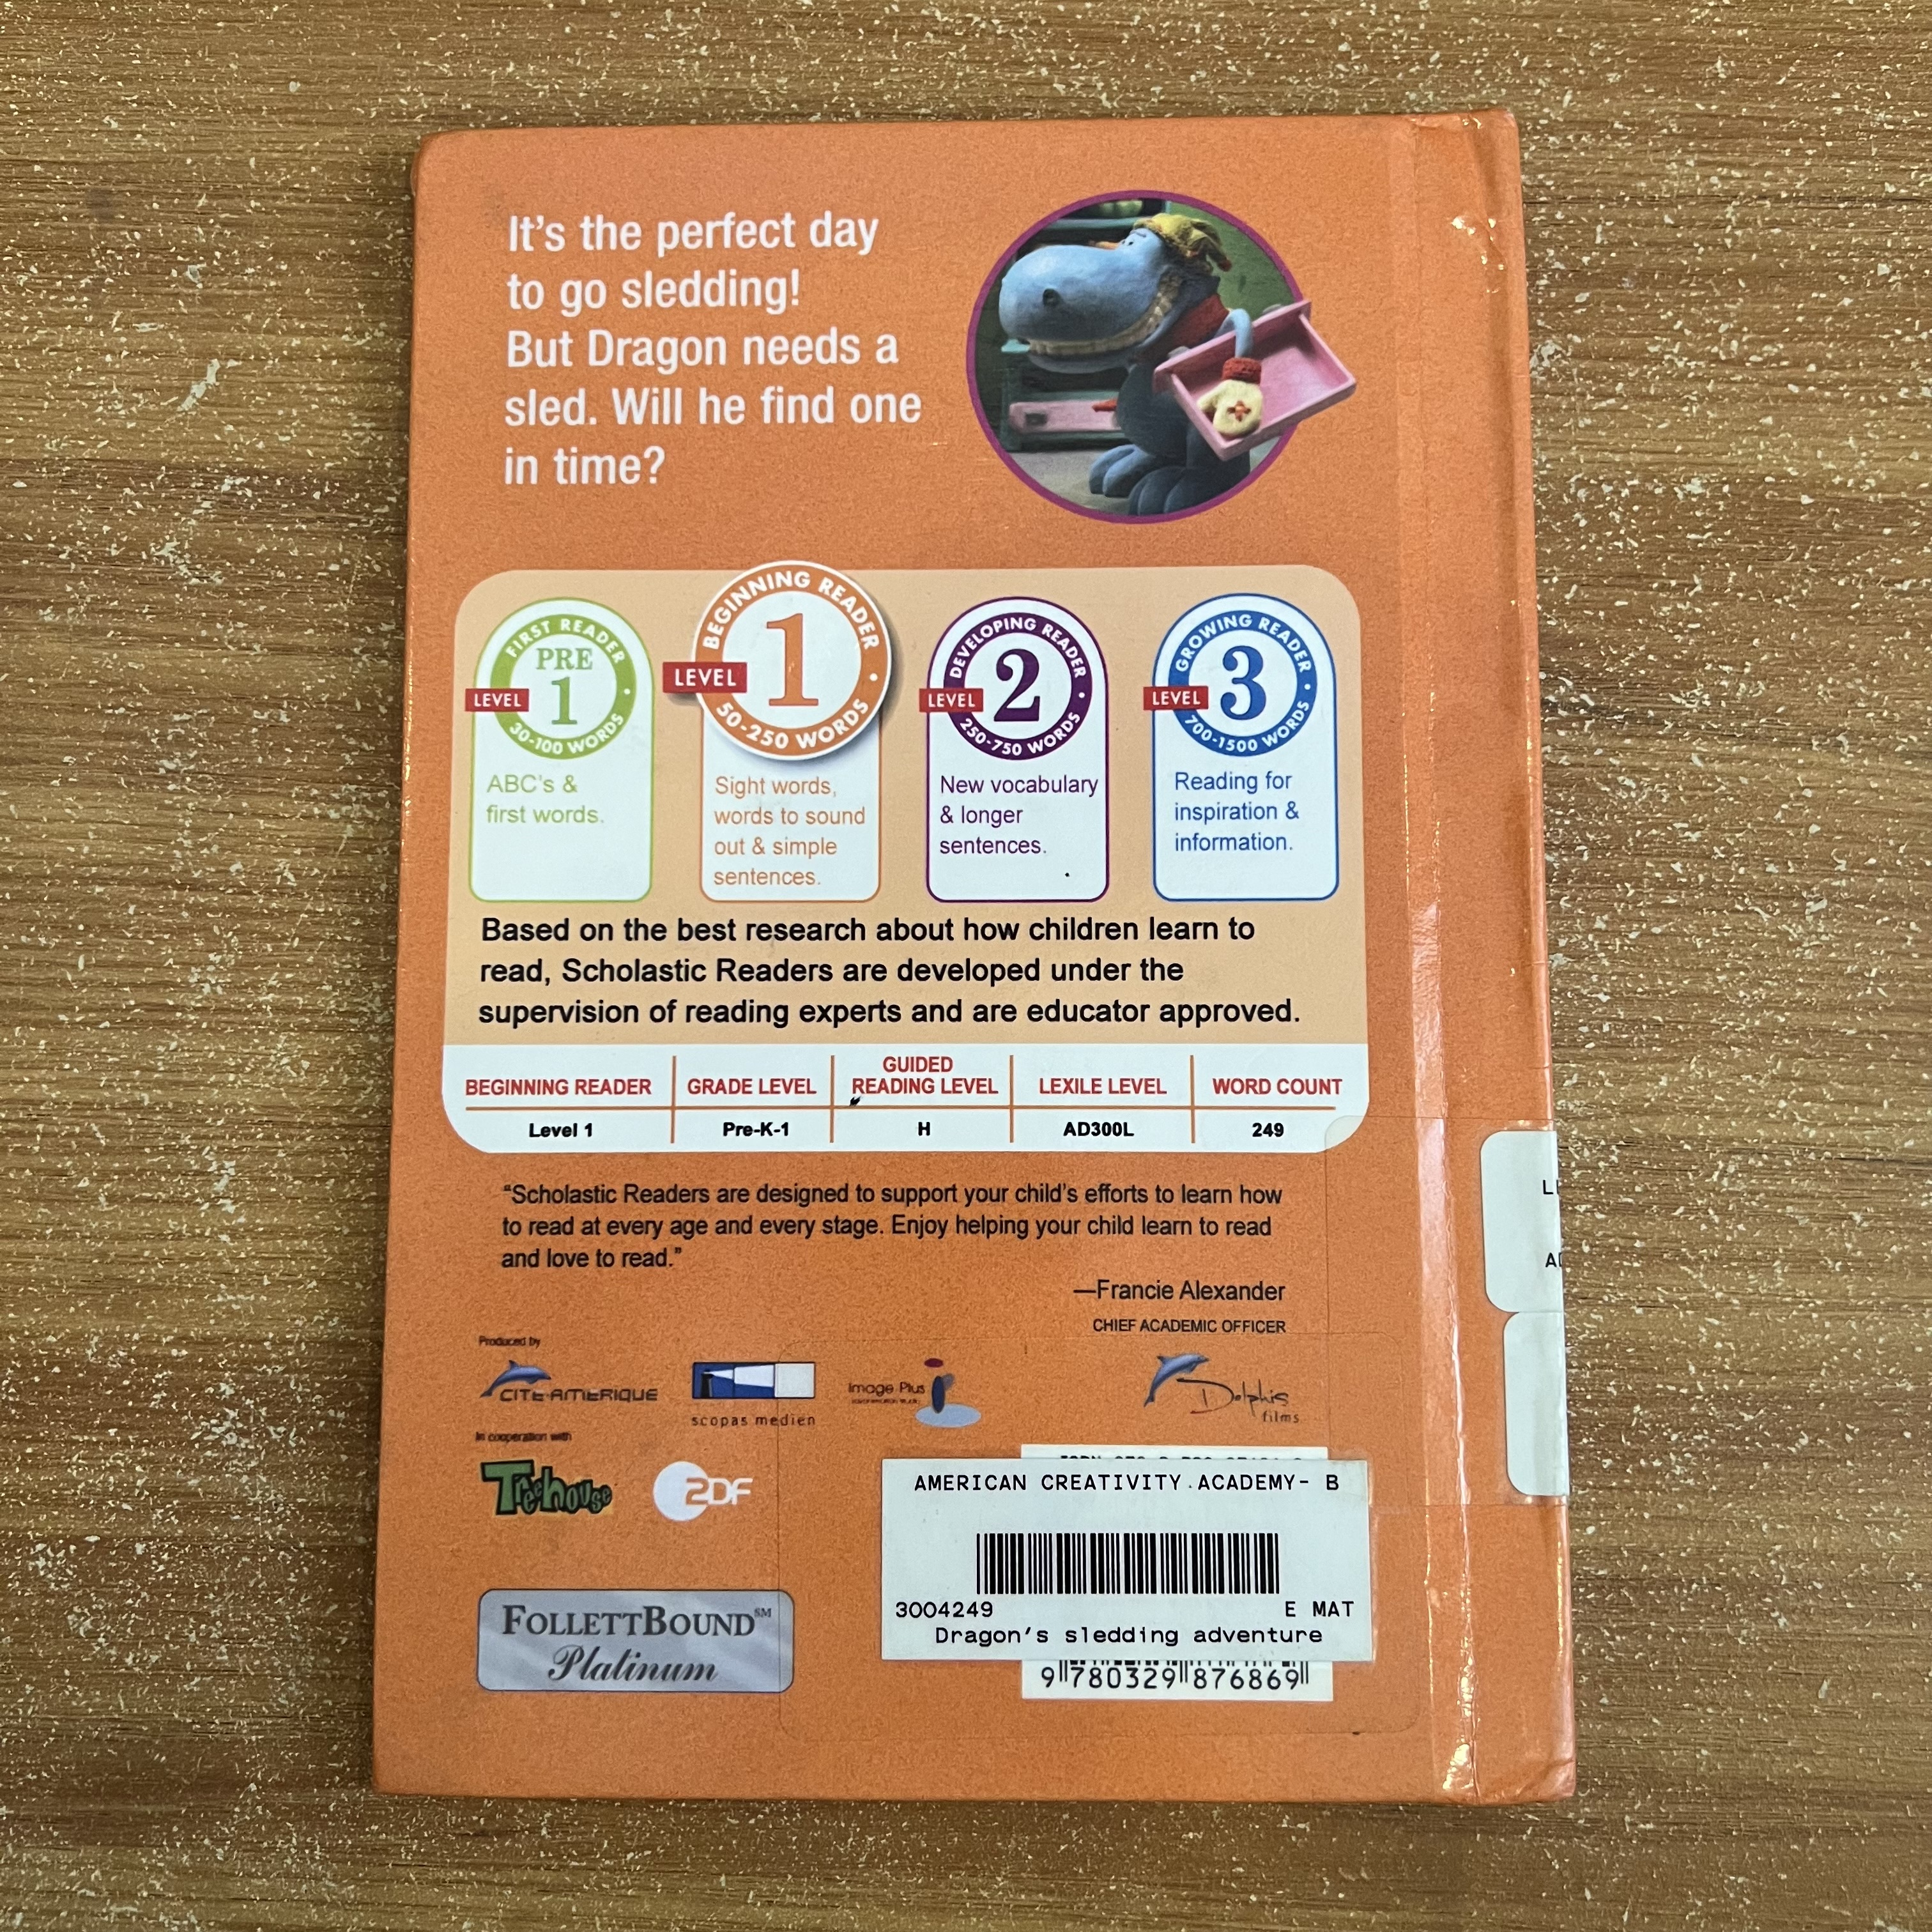 It's the perfect day
to go sledding!
But Dragon needs a
sled. Will he find one
in time?
FIRST READER
PRE
1
LEVEL
30-100 WORDS
ABC's &
first words.
BEGINNING READER
1
LEVEL
50-250 WORDS
Sight words,
words to sound
out & simple
sentences.
DEVELOPING READER
2
LEVEL
250-750 WORDS
New vocabulary
& longer
sentences.
GROWING READER
3
LEVEL
700-1500 WORDS
Reading for
inspiration &
information.
Based on the best research about how children learn to
read, Scholastic Readers are developed under the
supervision of reading experts and are educator approved.
BEGINNING READER
GRADE LEVEL
GUIDED
READING LEVEL
LEXILE LEVEL
WORD COUNT
Level 1
Pre-K-1
H
AD300L
249
“Scholastic Readers are designed to support your child's efforts to learn how
to read at every age and every stage. Enjoy helping your child learn to read
and love to read.”
—Francie Alexander
CHIEF ACADEMIC OFFICER
Produced by
CITÉ-AMÉRIQUE
scopas medien
Image Plus
Dolphis
films
In cooperation with
Treehouse
ZDF
AMERICAN CREATIVITY ACADEMY- B
3004249
E MAT
Dragon's sledding adventure
9 780329 876869
FOLLETTBOUND SM
Platinum